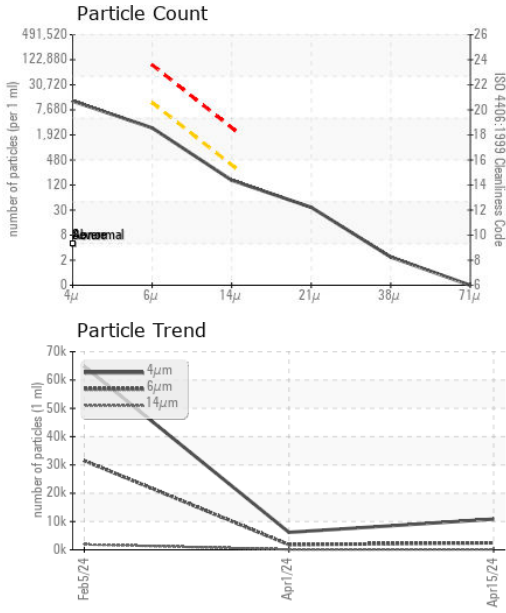 Particle Count
491,520
122,880
30,720
7,680
1,920
480
120
30
8
2
0
number of particles (per 1 ml)
26
24
22
20
18
16
14
12
10
8
6
ISO 4406:1999 Cleanliness Code
Abnormal
4µ 6µ 14µ 21µ 38µ 71µ
Particle Trend
70k
60k
50k
40k
30k
20k
10k
0k
number of particles (1 ml)
4µm
6µm
14µm
Feb5/24
Apr1/24
Apr15/24